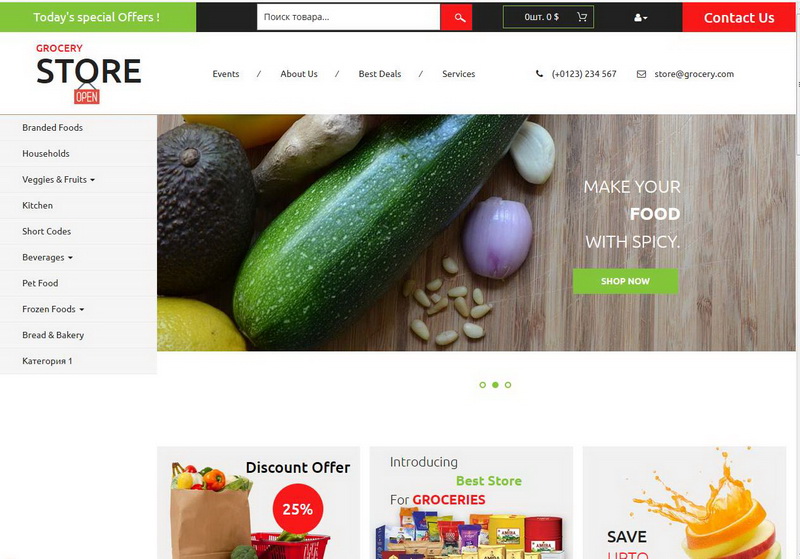 Today's special Offers !
Поиск товара...
0шт. 0 $
Contact Us
GROCERY
STORE
OPEN
Events / About Us / Best Deals / Services
(+0123) 234 567
store@grocery.com
Branded Foods
Households
Veggies & Fruits
Kitchen
Short Codes
Beverages
Pet Food
Frozen Foods
Bread & Bakery
Категория 1
MAKE YOUR
FOOD
WITH SPICY.
SHOP NOW
Discount Offer
25%
Introducing
Best Store
For GROCERIES
SAVE
UPTO